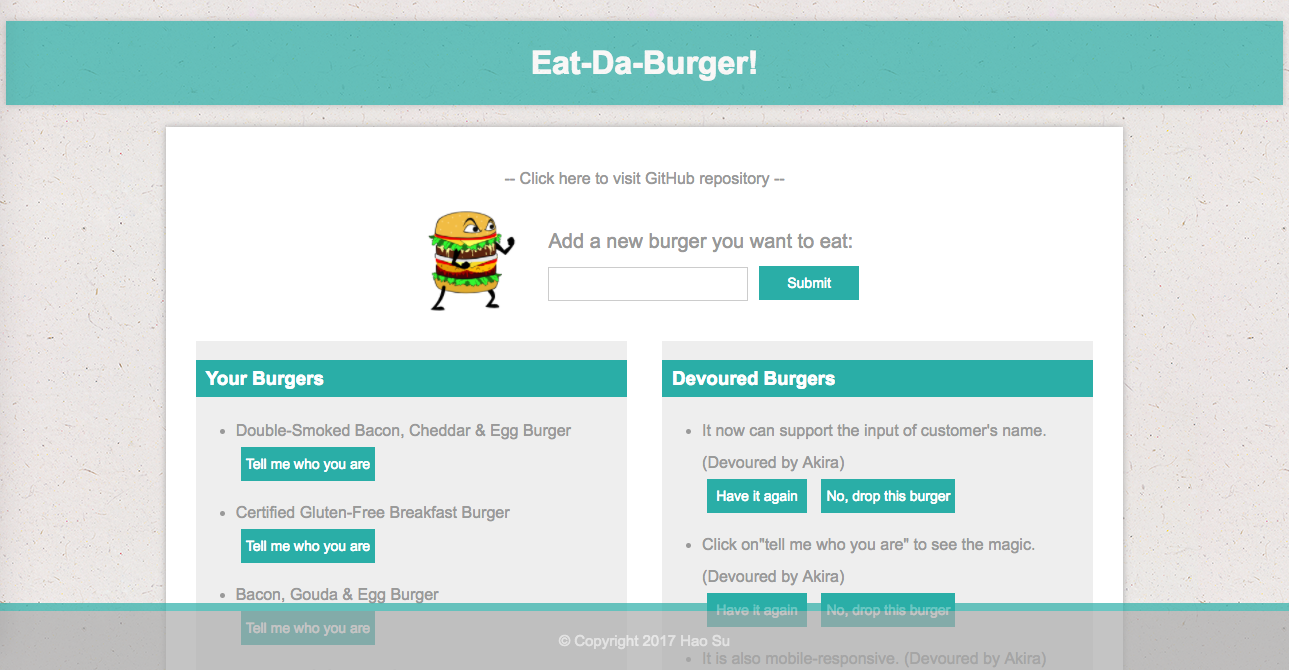 Eat-Da-Burger!
-- Click here to visit GitHub repository --
Add a new burger you want to eat:
Submit
Your Burgers
Double-Smoked Bacon, Cheddar & Egg Burger
Tell me who you are
Certified Gluten-Free Breakfast Burger
Tell me who you are
Bacon, Gouda & Egg Burger
Tell me who you are
Devoured Burgers
It now can support the input of customer's name.
(Devoured by Akira)
Have it again No, drop this burger
Click on"tell me who you are" to see the magic.
(Devoured by Akira)
Have it again No, drop this burger
It is also mobile-responsive. (Devoured by Akira)
© Copyright 2017 Hao Su